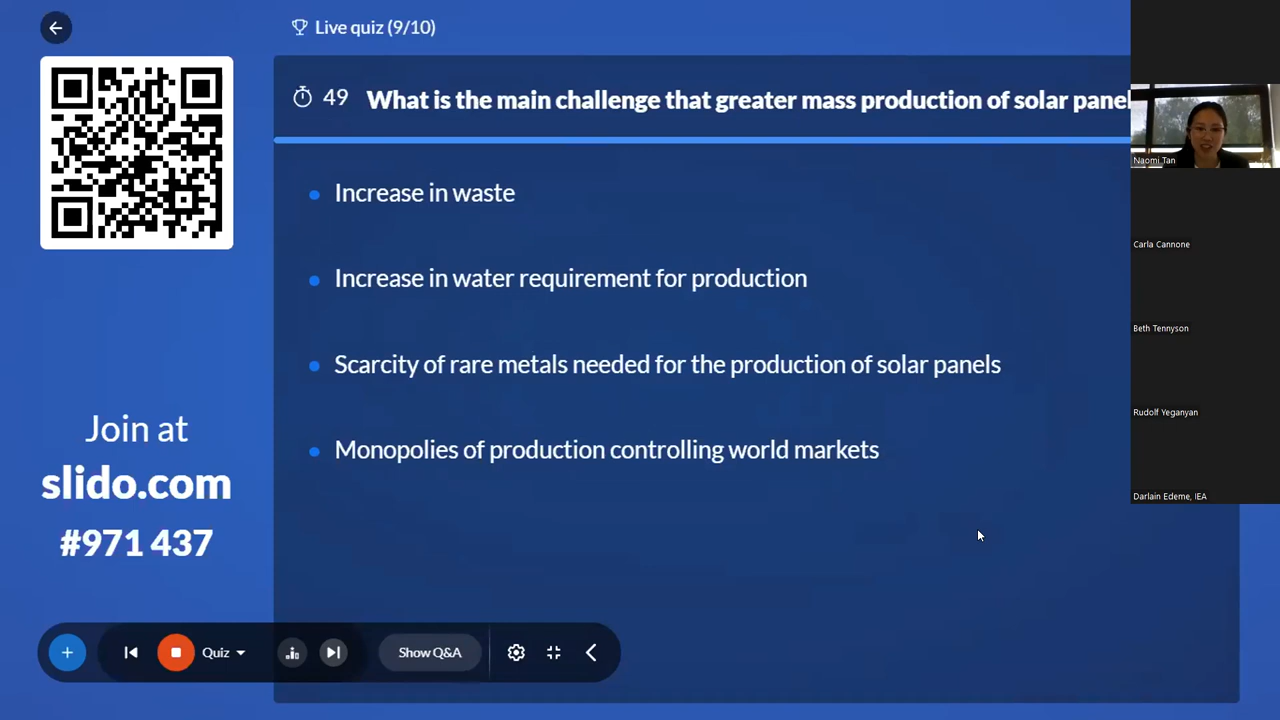 Live quiz (9/10)
49 What is the main challenge that greater mass production of solar panel
Increase in waste
Increase in water requirement for production
Scarcity of rare metals needed for the production of solar panels
Monopolies of production controlling world markets
Join at
slido.com
#971 437
Quiz
Show Q&A
Naomi Tan
Carla Cannone
Beth Tennyson
Rudolf Yeganyan
Darlain Edeme, IEA